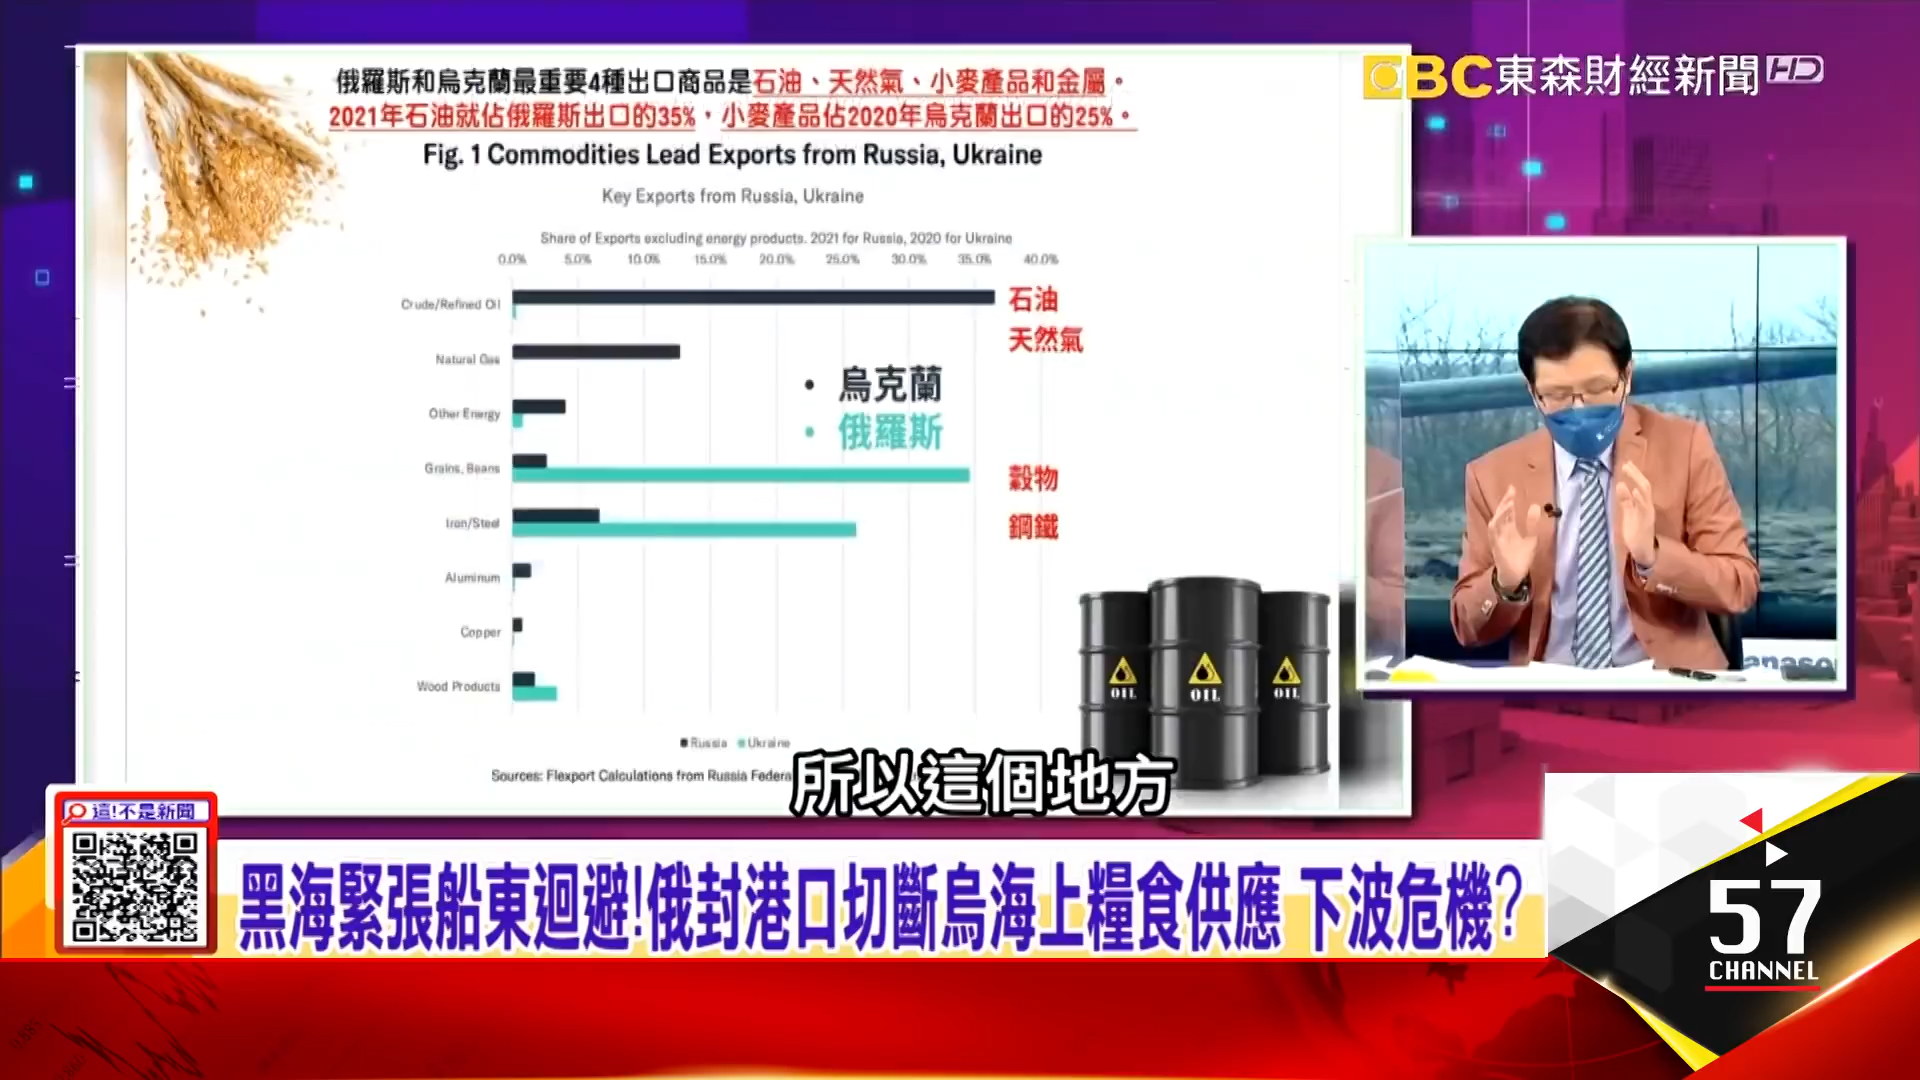 俄羅斯和烏克蘭最重要4種出口商品是石油、天然氣、小麥產品和金屬。
2021年石油就佔俄羅斯出口的35%，小麥產品佔2020年烏克蘭出口的25%。
Fig. 1 Commodities Lead Exports from Russia, Ukraine
Key Exports from Russia, Ukraine
Share of Exports excluding energy products. 2021 for Russia, 2020 for Ukraine
0.0% 5.0% 10.0% 15.0% 20.0% 25.0% 30.0% 35.0% 40.0%
Crude/Refined Oil
石油
天然氣
Natural Gas
• 烏克蘭
Other Energy
• 俄羅斯
Grains, Beans
穀物
Iron/Steel
鋼鐵
Aluminum
Copper
Wood Products
Russia Ukraine
Sources: Flexport Calculations from Russia Federa
OIL
OIL
OIL
EBC東森財經新聞HD
anaso
所以這個地方
這!不是新聞
黑海緊張船東迴避!俄封港口切斷烏海上糧食供應 下波危機?
57
CHANNEL